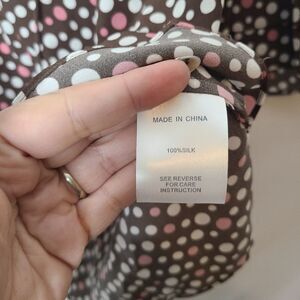 MADE IN CHINA
100%SILK
SEE REVERSE
FOR CARE
INSTRUCTION